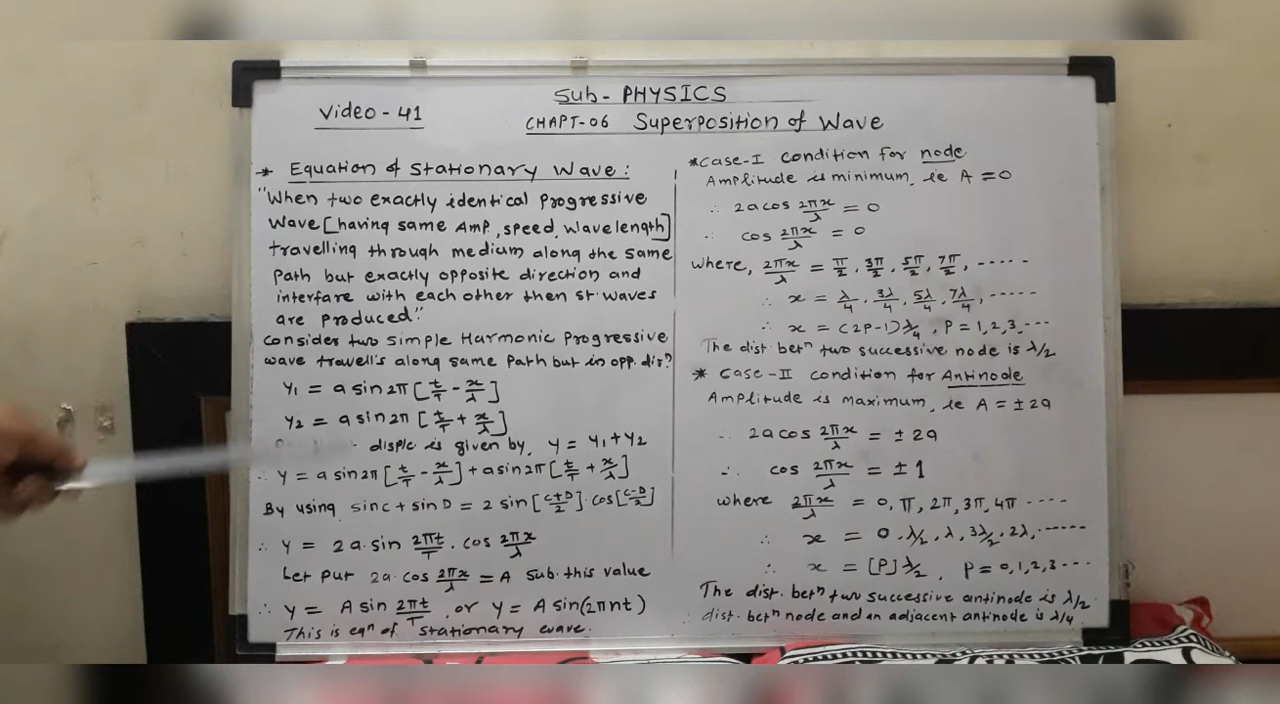 Sub- PHYSICS
Video - 41
CHAPT-06 Superposition of Wave
* Equation of Stationary Wave:
"When two exactly identical Progressive
Wave [having same Amp, speed, wavelength]
travelling through medium along the same
Path but exactly opposite direction and
interfare with each other then st. waves
are Produced."
Consider two Simple Harmonic Progressive
wave travell's along same Path but in opp. dir?
Y₁ = a sin 2π [t/T - x/λ]
Y₂ = a sin 2π [t/T + x/λ]
displc is given by, Y = Y₁ + Y₂
∴ Y = a sin 2π [t/T - x/λ] + a sin 2π [t/T + x/λ]
By using sinc + sin D = 2 sin [C+D/2] · cos [C-D/2]
∴ Y = 2a. sin 2πt/T . cos 2πx/λ
Let Put 2a. cos 2πx/λ = A sub. this value
∴ Y = A sin 2πt/T , or Y = A sin(2πnt)
This is eqⁿ of stationary wave.
*Case-I condition for node
Amplitude is minimum, ie A = 0
∴ 2a cos 2πx/λ = 0
∴ cos 2πx/λ = 0
where, 2πx/λ = π/2, 3π/2, 5π/2, 7π/2, -----
∴ x = λ/4, 3λ/4, 5λ/4, 7λ/4, -----
∴ x = (2P-1)λ/4 , P = 1,2,3,---
The dist. betⁿ two successive node is λ/2
* Case-II condition for Antinode
Amplitude is maximum, ie A = ± 2a
∴ 2a cos 2πx/λ = ± 2a
∴ cos 2πx/λ = ± 1
where 2πx/λ = 0, π, 2π, 3π, 4π ----
∴ x = 0, λ/2, λ, 3λ/2, 2λ, -----
∴ x = [P] λ/2 , P = 0,1,2,3---
The dist. betⁿ two successive antinode is λ/2
dist. betⁿ node and an adjacent antinode is λ/4.